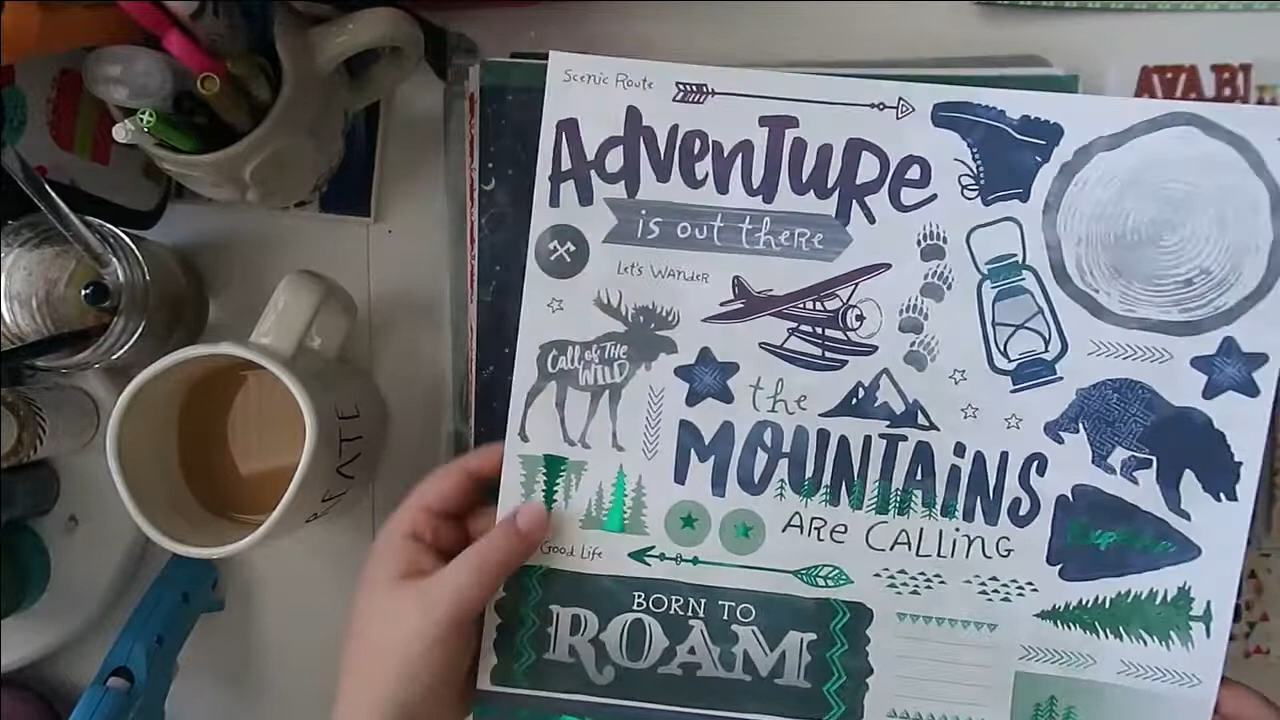 Scenic Route
Adventure
is out there
Let's Wander
Call of the
Wild
the
Mountains
are calling
Explore
Good Life
BORN TO
ROAM